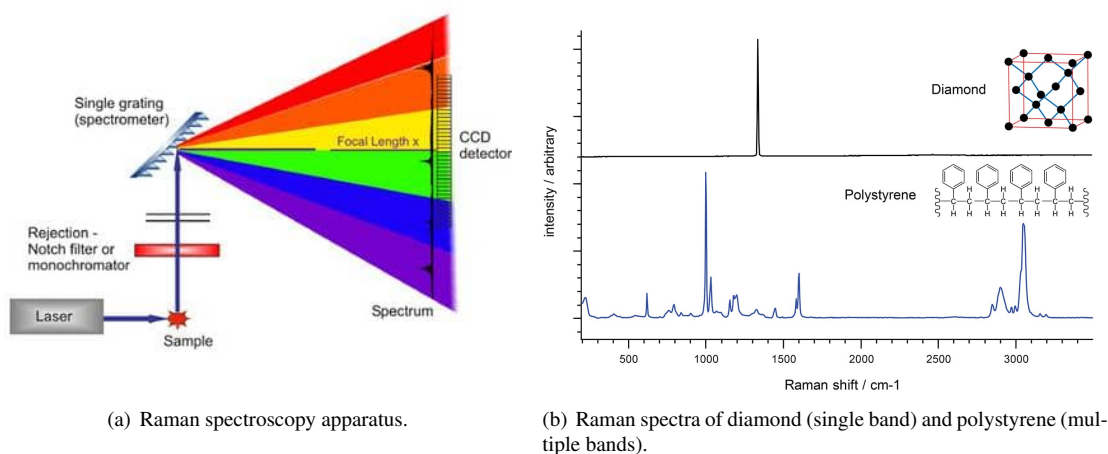 Single grating
(spectrometer)
Focal Length x
CCD
detector
Rejection -
Notch filter or
monochromator
Laser
Sample
Spectrum
(a) Raman spectroscopy apparatus.
intensity / arbitrary
Diamond
Polystyrene
H H H H H H H H
C C C C C C C C
H H H H
500 1000 1500 2000 2500 3000
Raman shift / cm-1
(b) Raman spectra of diamond (single band) and polystyrene (mul-
tiple bands).